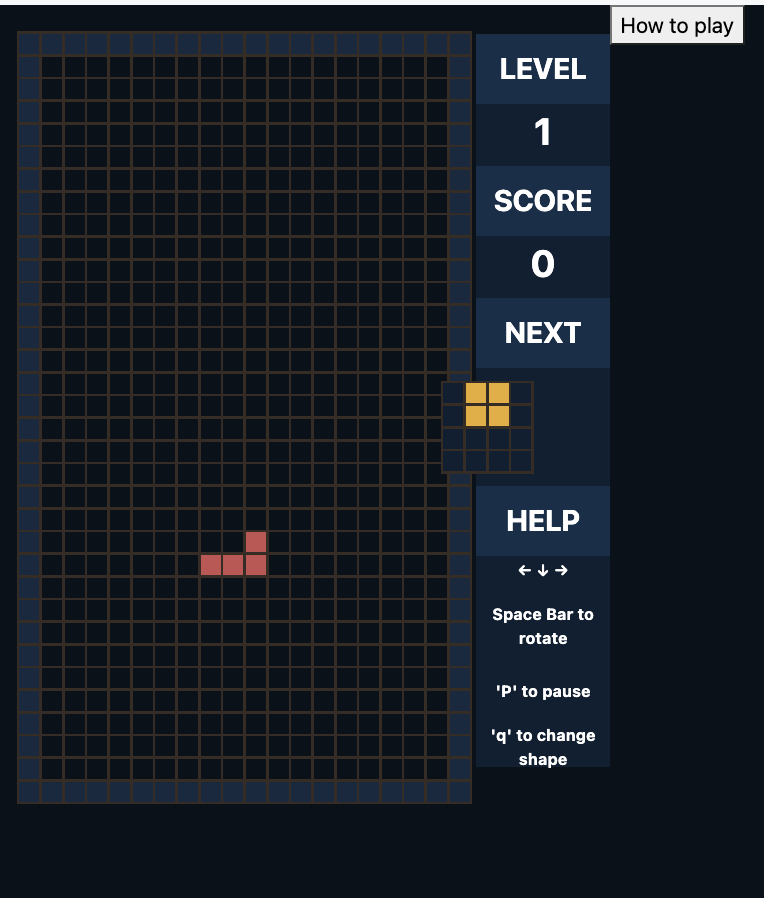 How to play
LEVEL
1
SCORE
0
NEXT
HELP
← ↓ →
Space Bar to
rotate
'P' to pause
'q' to change
shape